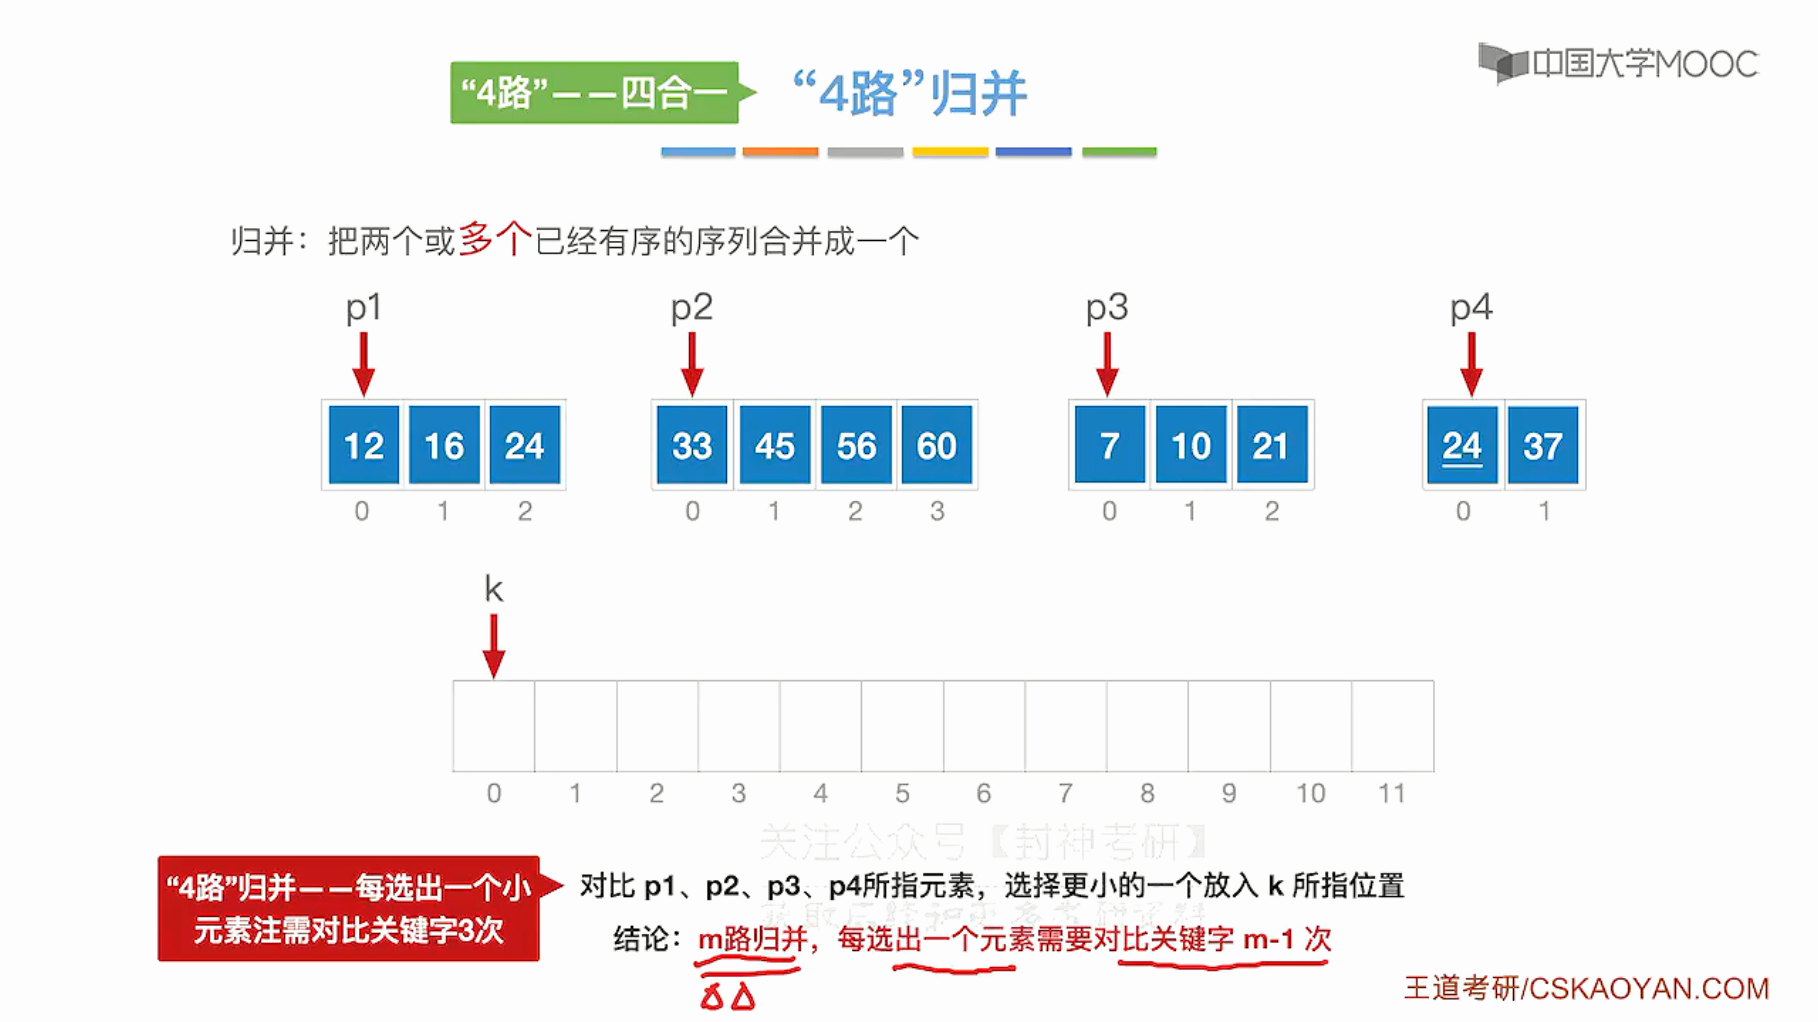 中国大学MOOC
“4路”——四合一
“4路”归并
归并：把两个或多个已经有序的序列合并成一个
p1 p2 p3 p4
12 16 24 33 45 56 60 7 10 21 24 37
0 1 2 0 1 2 3 0 1 2 0 1
k
0 1 2 3 4 5 6 7 8 9 10 11
关注公众号【封神考研】
“4路”归并——每选出一个小
元素注需对比关键字3次
对比 p1、p2、p3、p4所指元素，选择更小的一个放入 k 所指位置
结论：m路归并，每选出一个元素需要对比关键字 m-1 次
王道考研/CSKAOYAN.COM